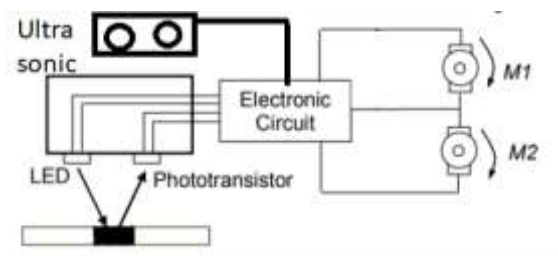 Ultra
sonic
Electronic
Circuit
M1
M2
LED
Phototransistor